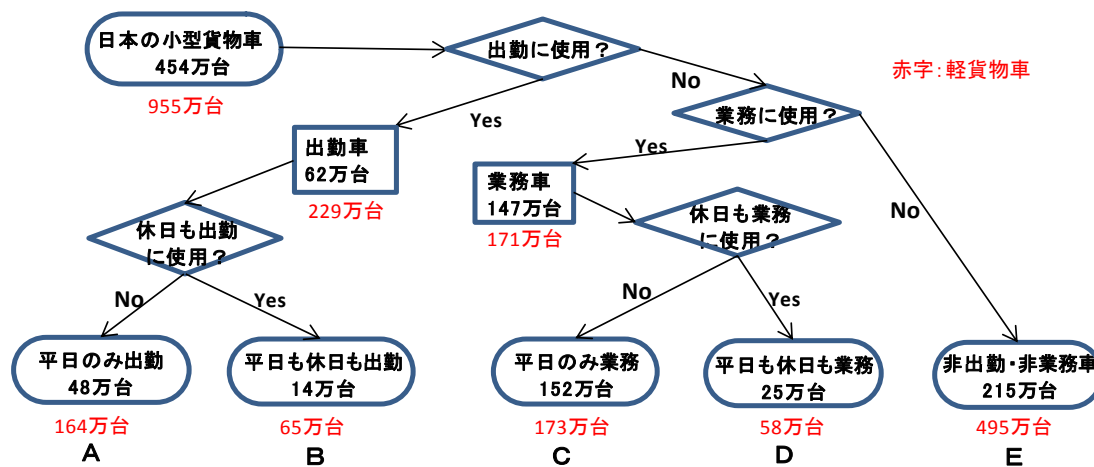 日本の小型貨物車
454万台
955万台
出勤に使用？
No
赤字：軽貨物車
業務に使用？
Yes
出勤車
62万台
229万台
Yes
業務車
147万台
171万台
No
休日も出勤
に使用？
休日も業務
に使用？
No
Yes
No
Yes
平日のみ出勤
48万台
164万台
A
平日も休日も出勤
14万台
65万台
B
平日のみ業務
152万台
173万台
C
平日も休日も業務
25万台
58万台
D
非出勤・非業務車
215万台
495万台
E